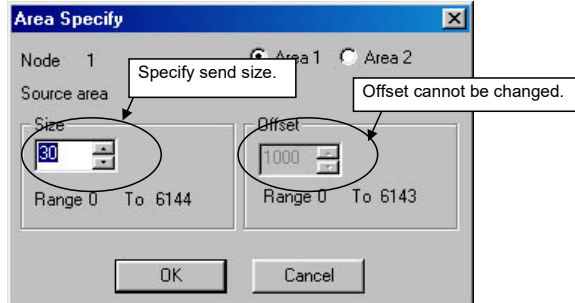 Area Specify
Node 1
Area 1 Area 2
Specify send size.
Source area
Offset cannot be changed.
Size
Offset
30
1000
Range 0 To 6144
Range 0 To 6143
OK
Cancel